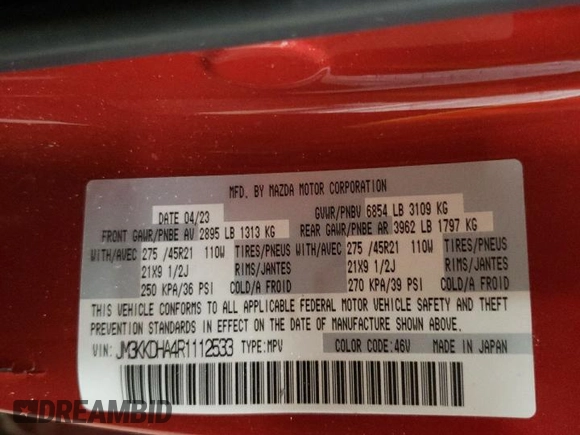 MFD. BY MAZDA MOTOR CORPORATION
DATE 04/23 GVWR/PNBV 6854 LB 3109 KG
FRONT GAWR/PNBE AV 2895 LB 1313 KG REAR GAWR/PNBE AR 3962 LB 1797 KG
WITH/AVEC 275 /45R21 110W TIRES/PNEUS WITH/AVEC 275 /45R21 110W TIRES/PNEUS
21X9 1/2J RIMS/JANTES 21X9 1/2J RIMS/JANTES
250 KPA/36 PSI COLD/A FROID 270 KPA/39 PSI COLD/A FROID
THIS VEHICLE CONFORMS TO ALL APPLICABLE FEDERAL MOTOR VEHICLE SAFETY AND THEFT
PREVENTION STANDARDS IN EFFECT ON THE DATE OF MANUFACTURE SHOWN ABOVE.
VIN: JM3KKDHA4R1112533 TYPE:MPV COLOR CODE:46V MADE IN JAPAN
DREAMBID